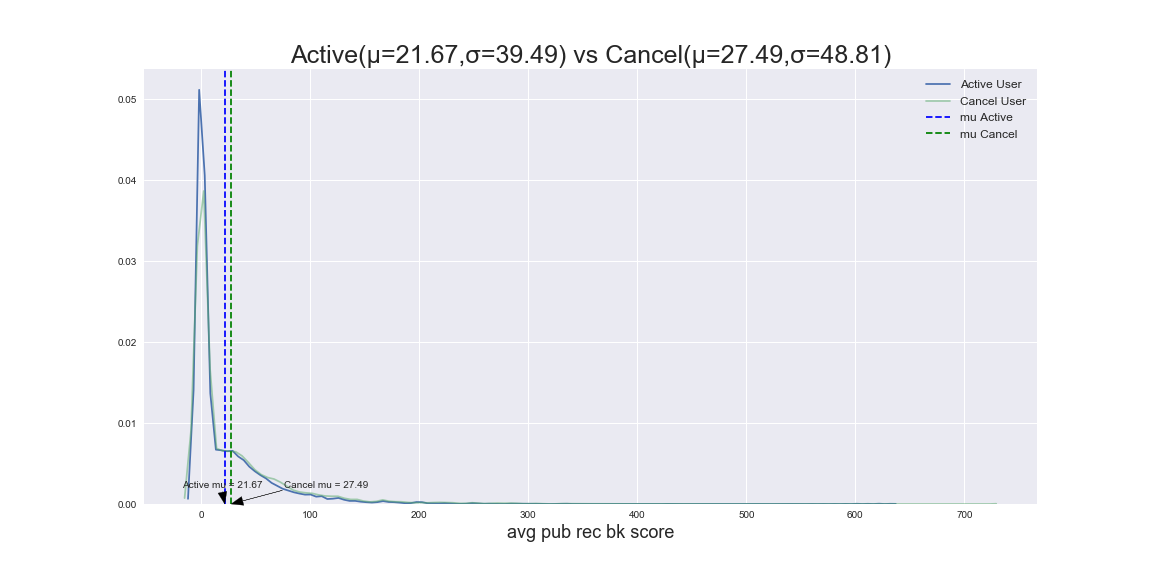 Active(μ=21.67,σ=39.49) vs Cancel(μ=27.49,σ=48.81)
Active User
Cancel User
mu Active
mu Cancel
0.05
0.04
0.03
0.02
0.01
0.00
Active mu = 21.67
Cancel mu = 27.49
0
100
200
300
400
500
600
700
avg pub rec bk score